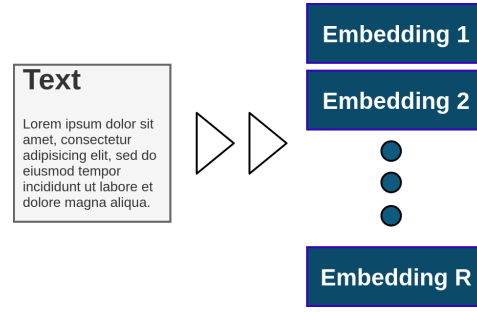 Text
Lorem ipsum dolor sit
amet, consectetur
adipisicing elit, sed do
eiusmod tempor
incididunt ut labore et
dolore magna aliqua.
Embedding 1
Embedding 2
Embedding R